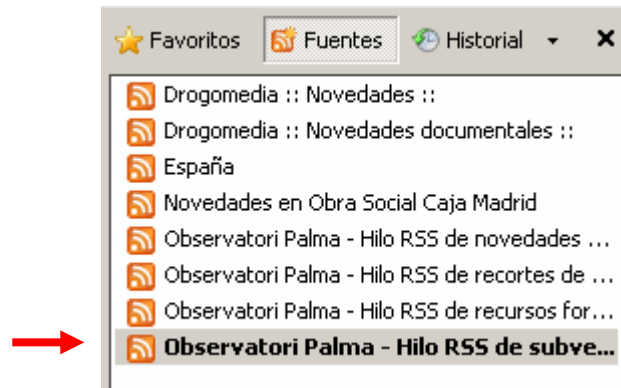 Favoritos Fuentes Historial
Drogomedia :: Novedades ::
Drogomedia :: Novedades documentales ::
España
Novedades en Obra Social Caja Madrid
Observatori Palma - Hilo RSS de novedades ...
Observatori Palma - Hilo RSS de recortes de ...
Observatori Palma - Hilo RSS de recursos for...
Observatori Palma - Hilo RSS de subve...